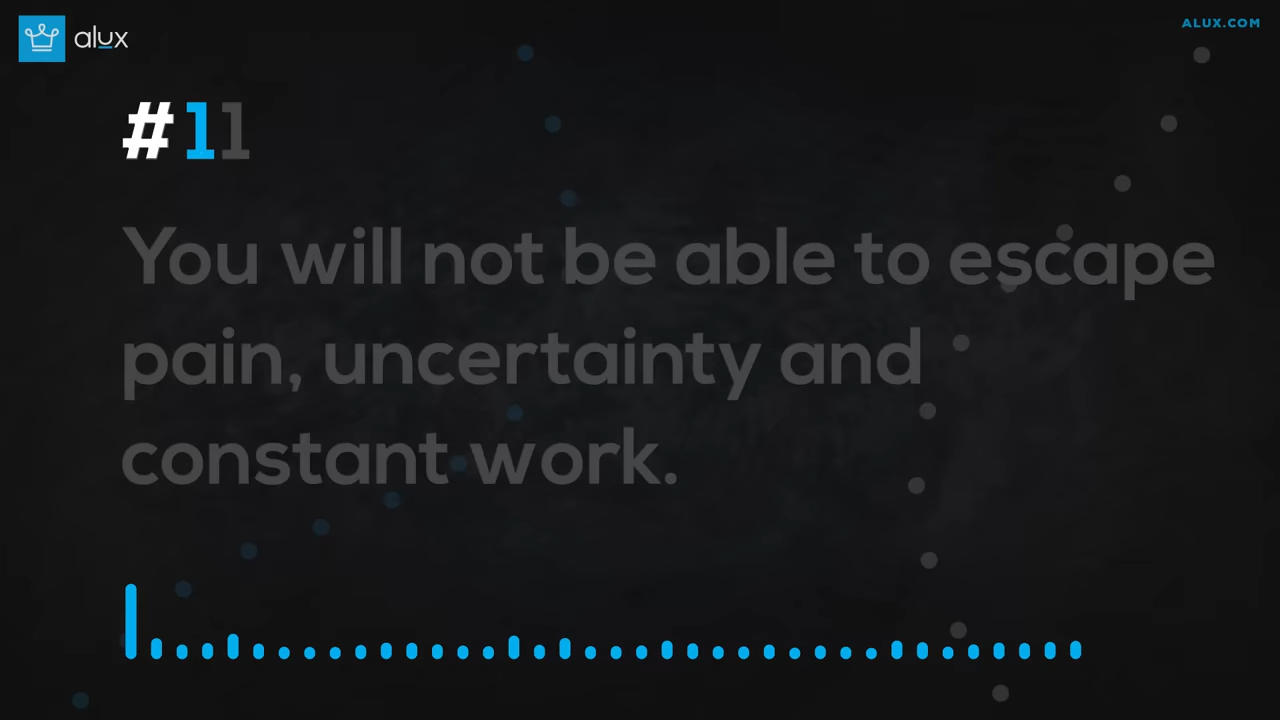 alux
ALUX.COM
#11
You will not be able to escape
pain, uncertainty and
constant work.